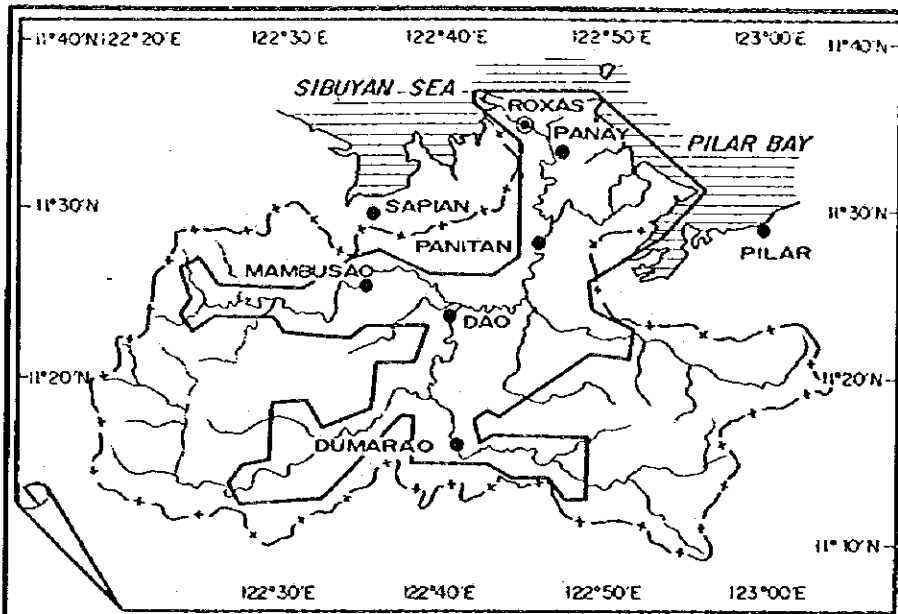 11°40'N 122°20'E 122°30'E 122°40'E 122°50'E 123°00'E 11°40'N
SIBUYAN SEA
ROXAS
PANAY
PILAR BAY
11°30'N
SAPIAN
11°30'N
PANITAN
PILAR
MAMBUSAO
DAO
11°20'N
11°20'N
DUMARAO
11°10'N
122°30'E 122°40'E 122°50'E 123°00'E